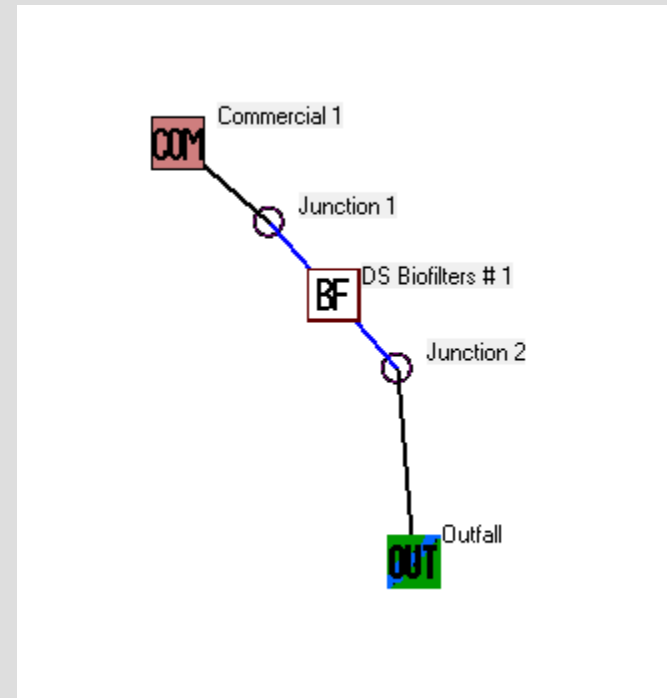 Commercial 1
COM
Junction 1
DS Biofilters # 1
BF
Junction 2
Outfall
OUT